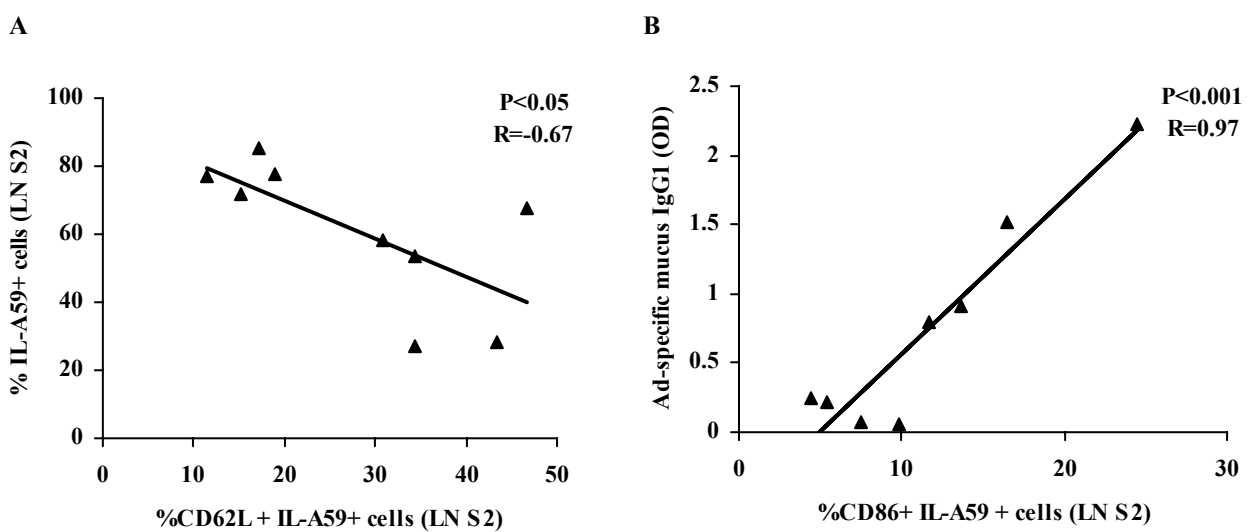 A
P<0.05
R=-0.67
% IL-A59+ cells (LN S2)
100
80
60
40
20
0
0 10 20 30 40 50
%CD62L + IL-A59+ cells (LN S2)
B
P<0.001
R=0.97
Ad-specific mucus IgG1 (OD)
2.5
2
1.5
1
0.5
0
0 10 20 30
%CD86+ IL-A59 + cells (LN S2)